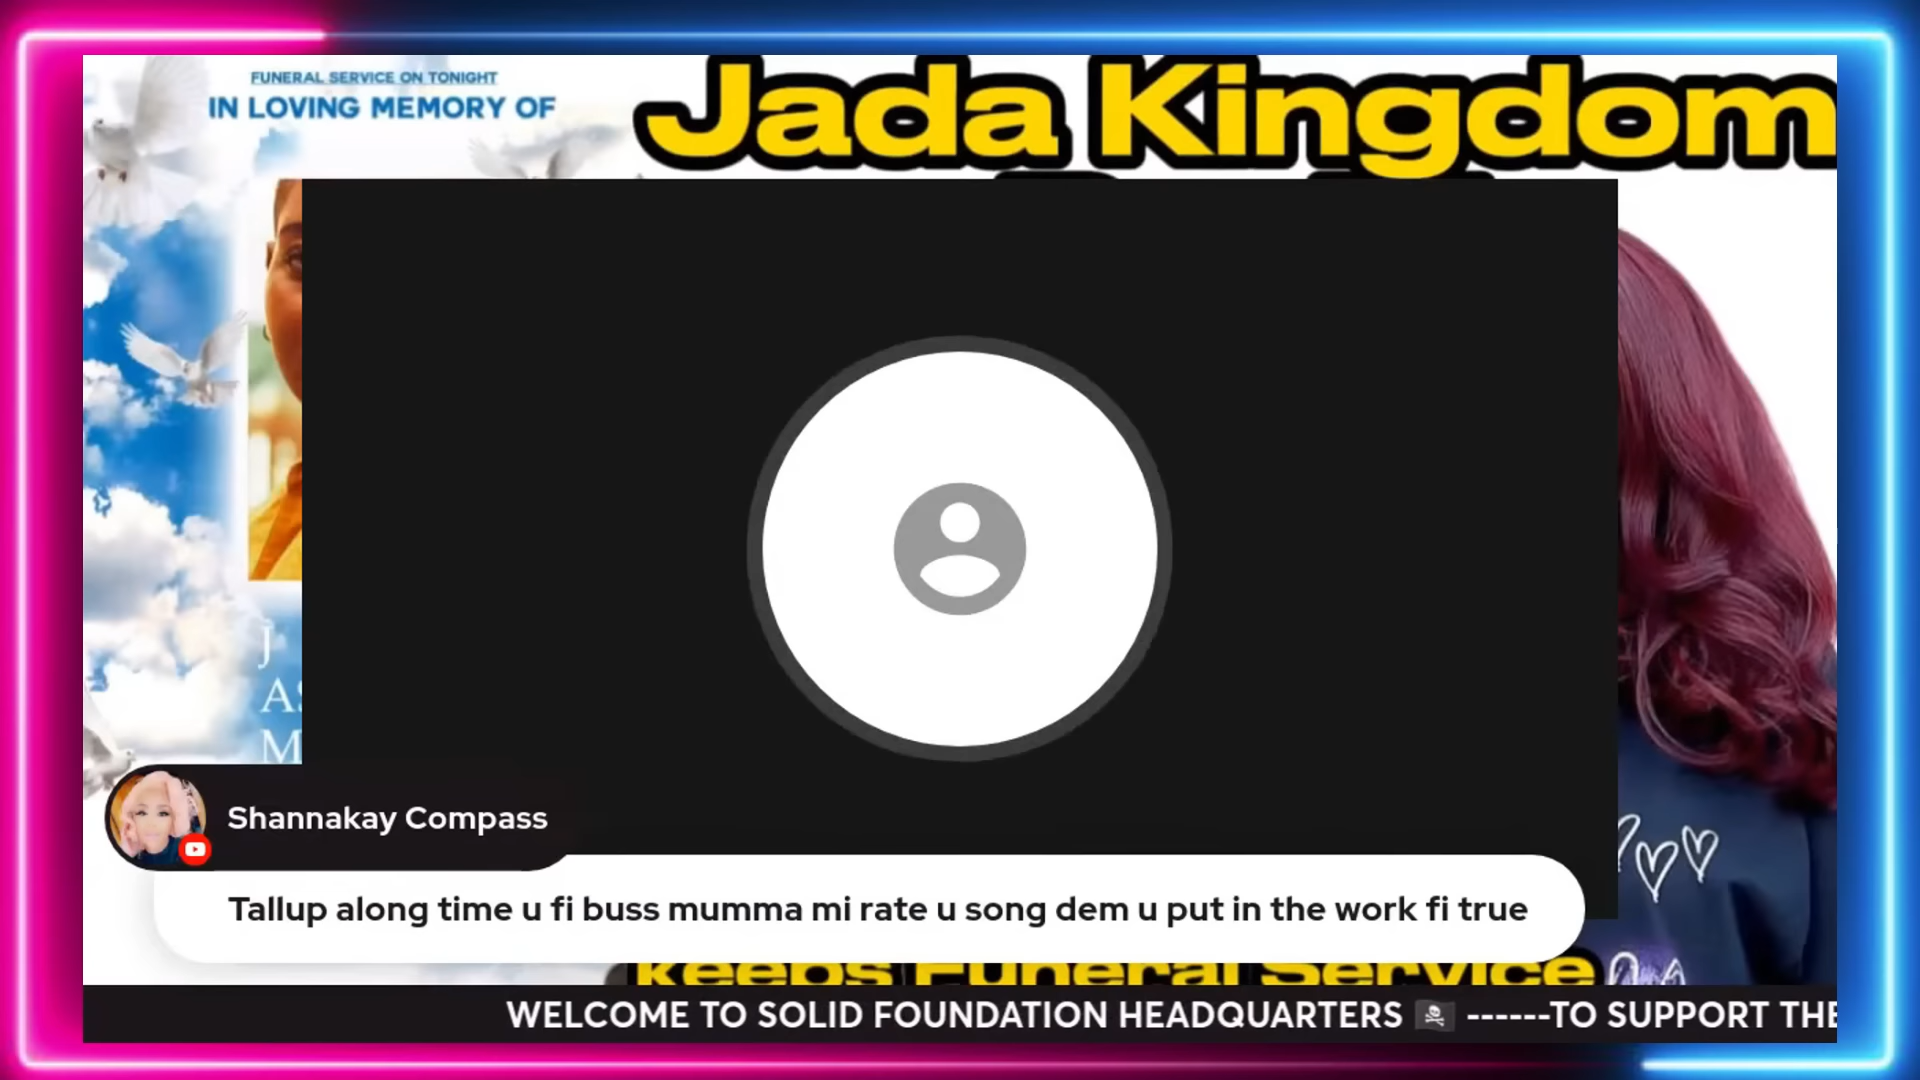 FUNERAL SERVICE ON TONIGHT
IN LOVING MEMORY OF
Jada Kingdom
J
AS
M
Shannakay Compass
Tallup along time u fi buss mumma mi rate u song dem u put in the work fi true
keeps Funeral Service
WELCOME TO SOLID FOUNDATION HEADQUARTERS 🏴‍☠️ ------TO SUPPORT THE